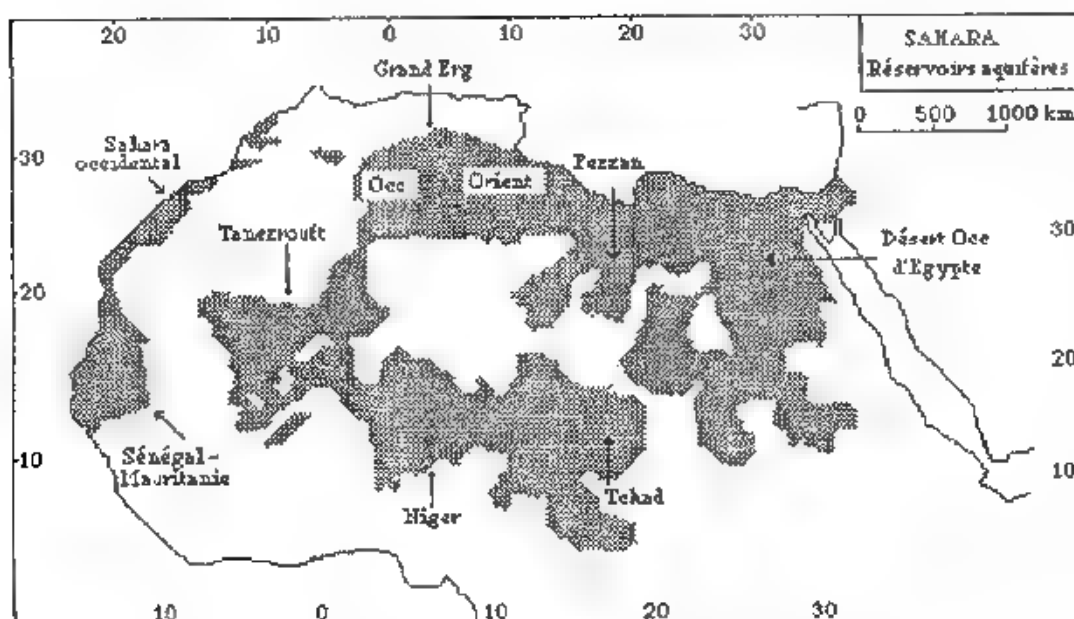 20 10 0 10 20 30
SAHARA
Réservoirs aquifères
0 500 1000 km
Grand Erg
Sahara
occidental
Fezzan
30
Occ
Orient
Tanezrouft
30
Désert Occ
d'Egypte
20
20
10
Sénégal-
Mauritanie
Niger
Tchad
10
10 0 10 20 30